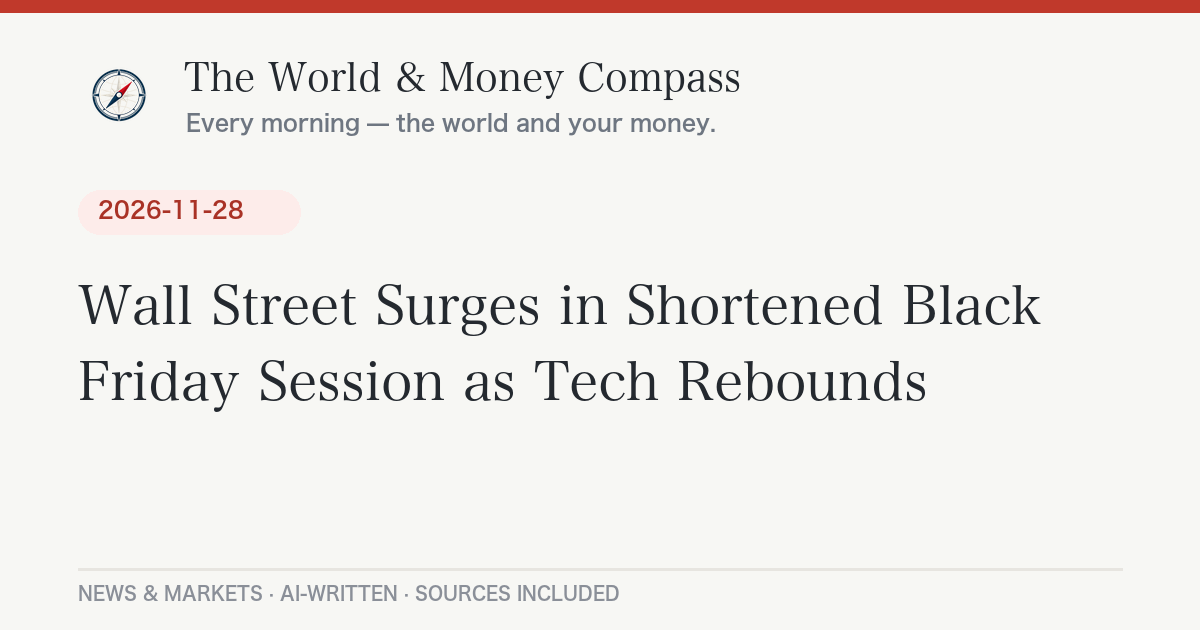 The World & Money Compass
Every morning — the world and your money.
2026-11-28
Wall Street Surges in Shortened Black
Friday Session as Tech Rebounds
NEWS & MARKETS · AI-WRITTEN · SOURCES INCLUDED